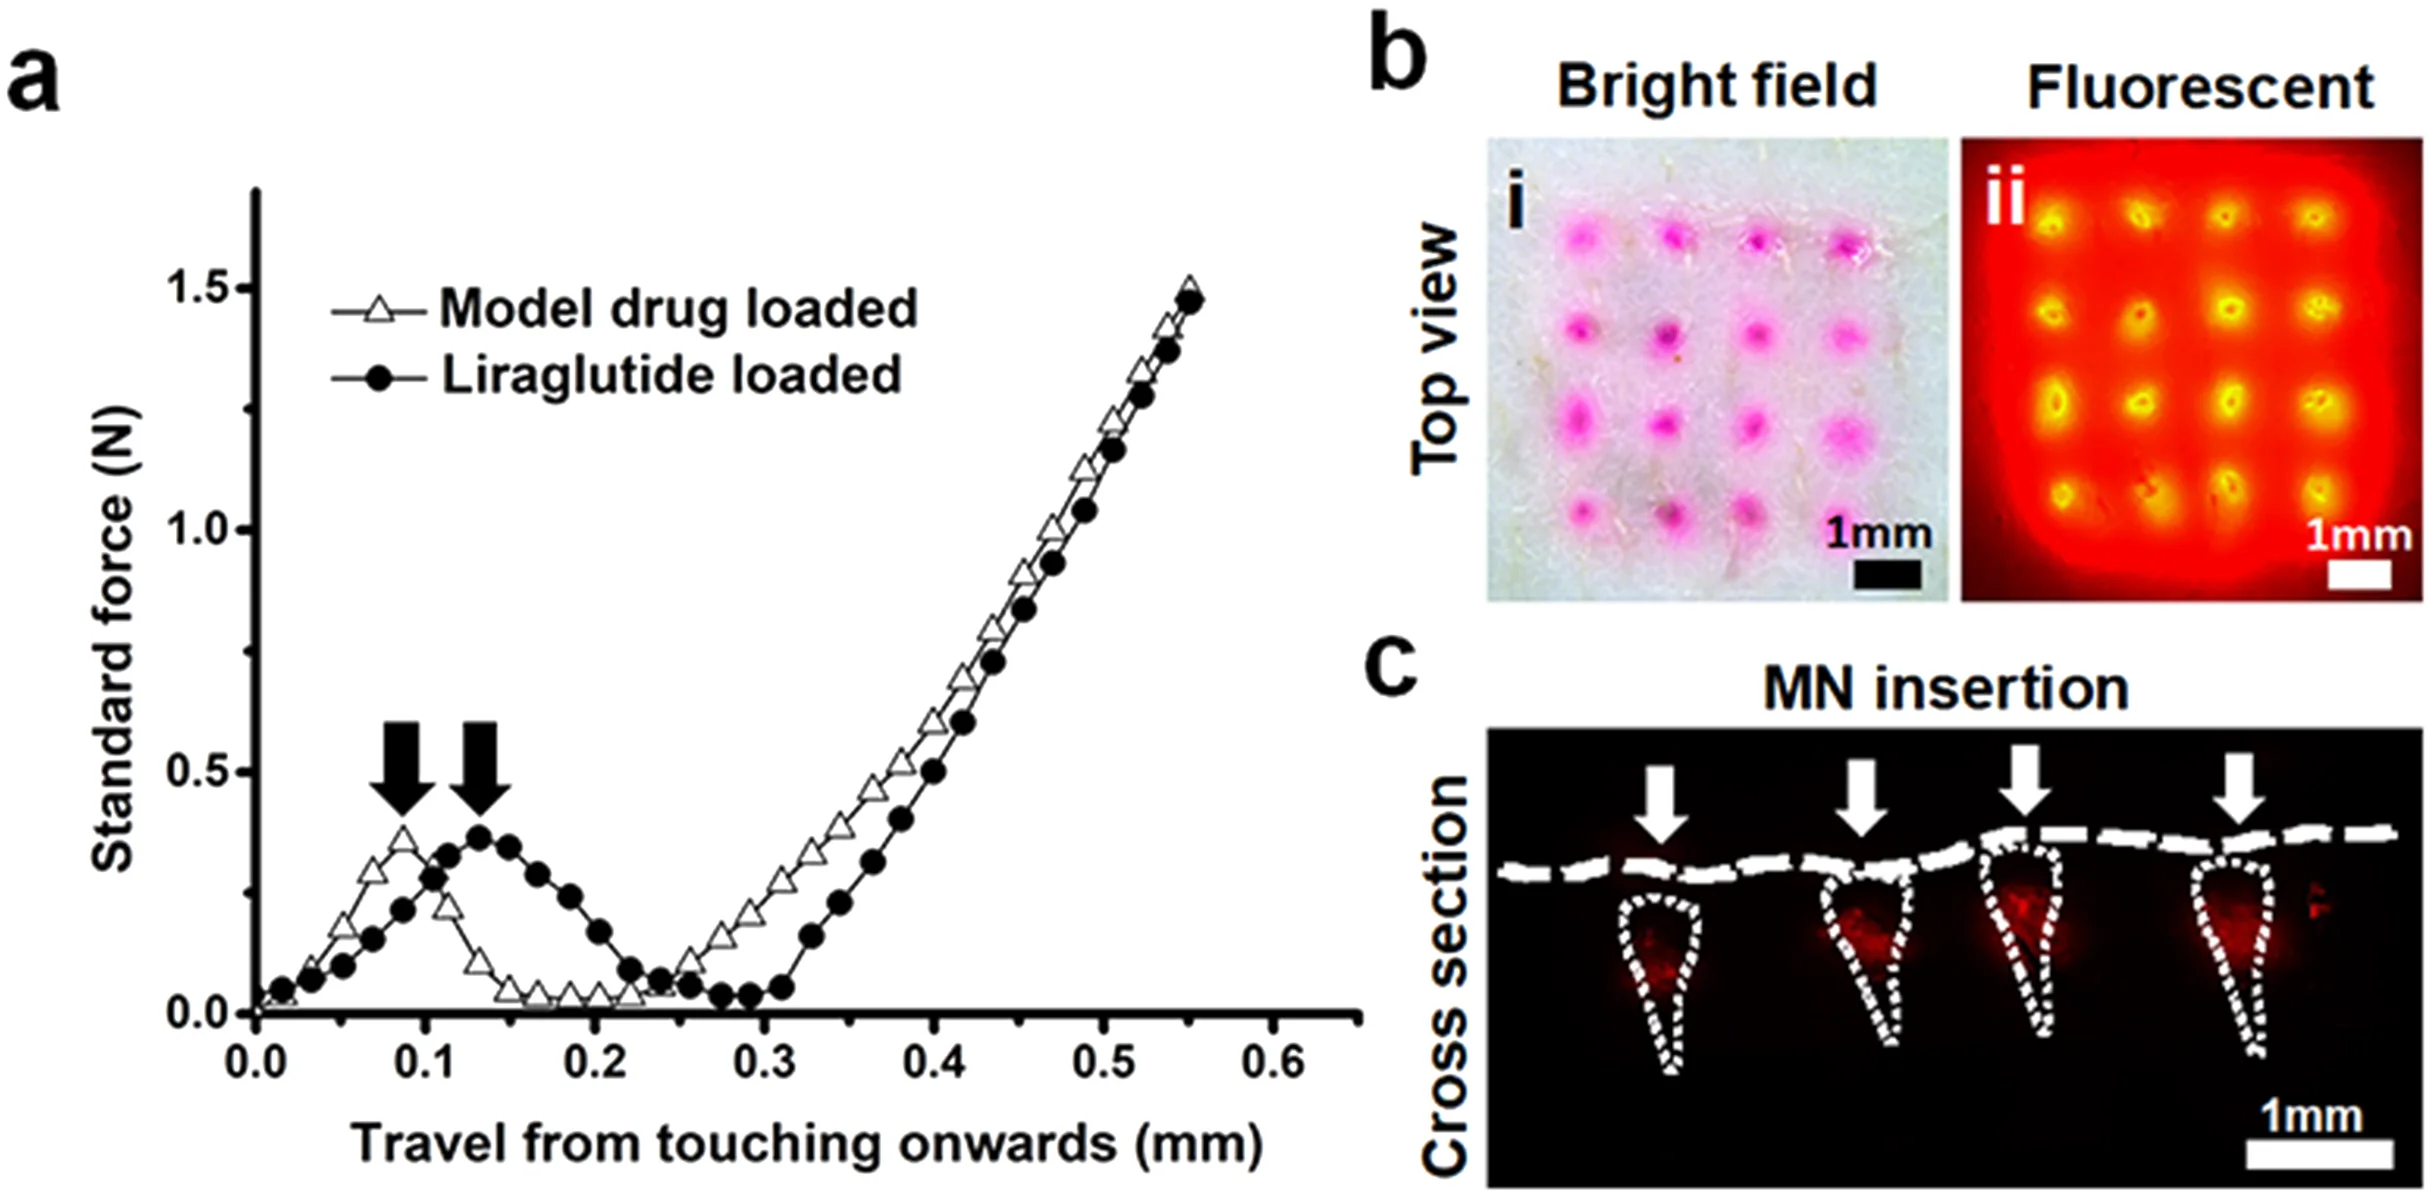 a
1.5
1.0
0.5
0.0
Standard force (N)
Model drug loaded
Liraglutide loaded
0.0 0.1 0.2 0.3 0.4 0.5 0.6
Travel from touching onwards (mm)
b
Bright field Fluorescent
Top view
i
1mm
ii
1mm
c
MN insertion
Cross section
1mm